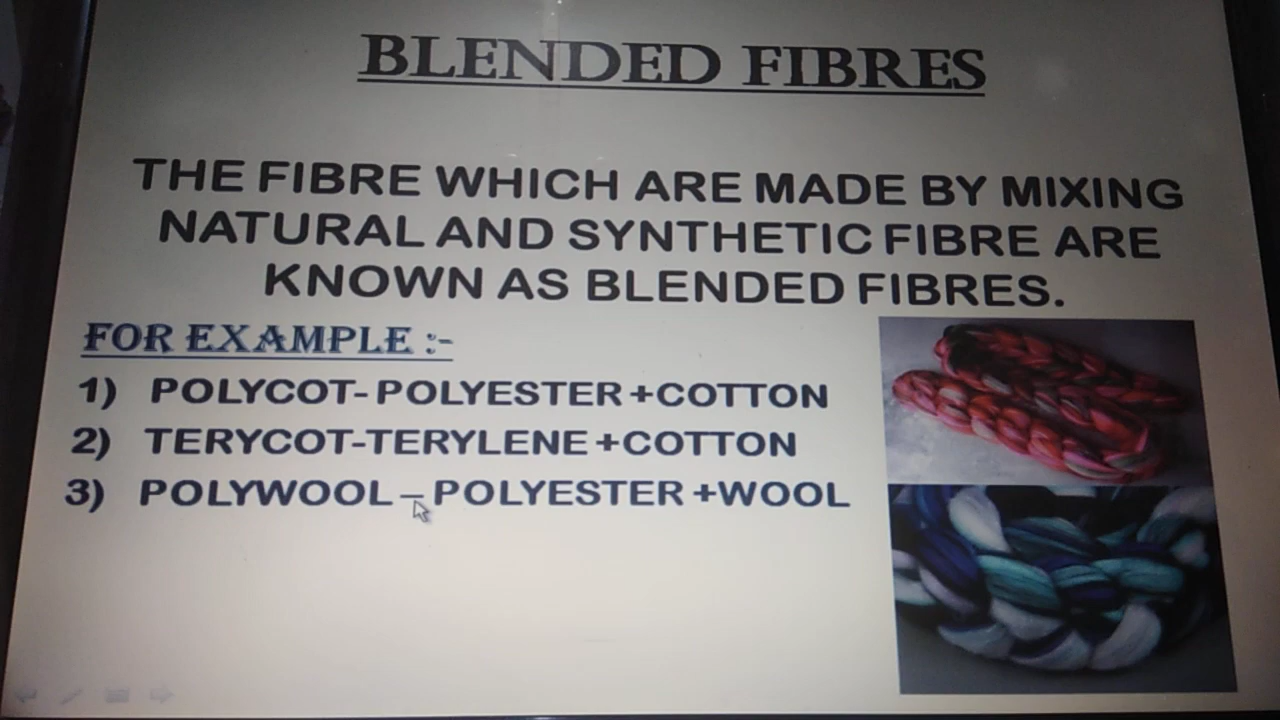 BLENDED FIBRES
THE FIBRE WHICH ARE MADE BY MIXING
NATURAL AND SYNTHETIC FIBRE ARE
KNOWN AS BLENDED FIBRES.
FOR EXAMPLE :-
1) POLYCOT- POLYESTER +COTTON
2) TERYCOT-TERYLENE +COTTON
3) POLYWOOL – POLYESTER +WOOL